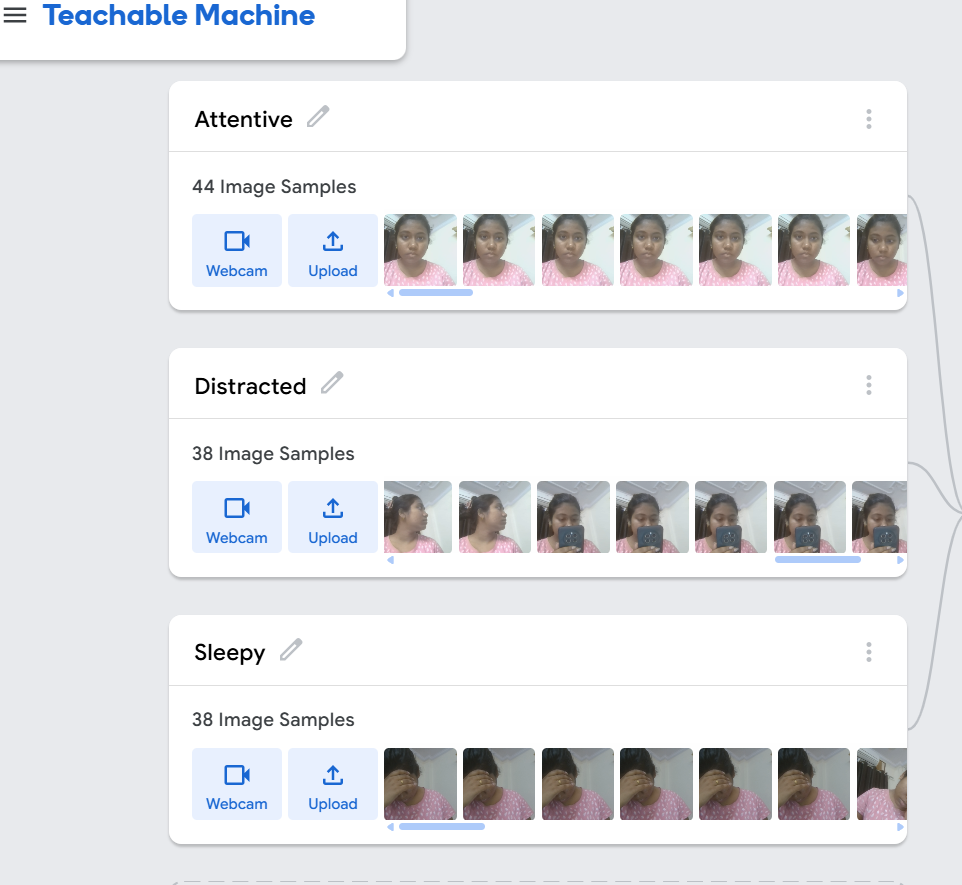 Teachable Machine
Attentive
44 Image Samples
Webcam
Upload
Distracted
38 Image Samples
Webcam
Upload
Sleepy
38 Image Samples
Webcam
Upload